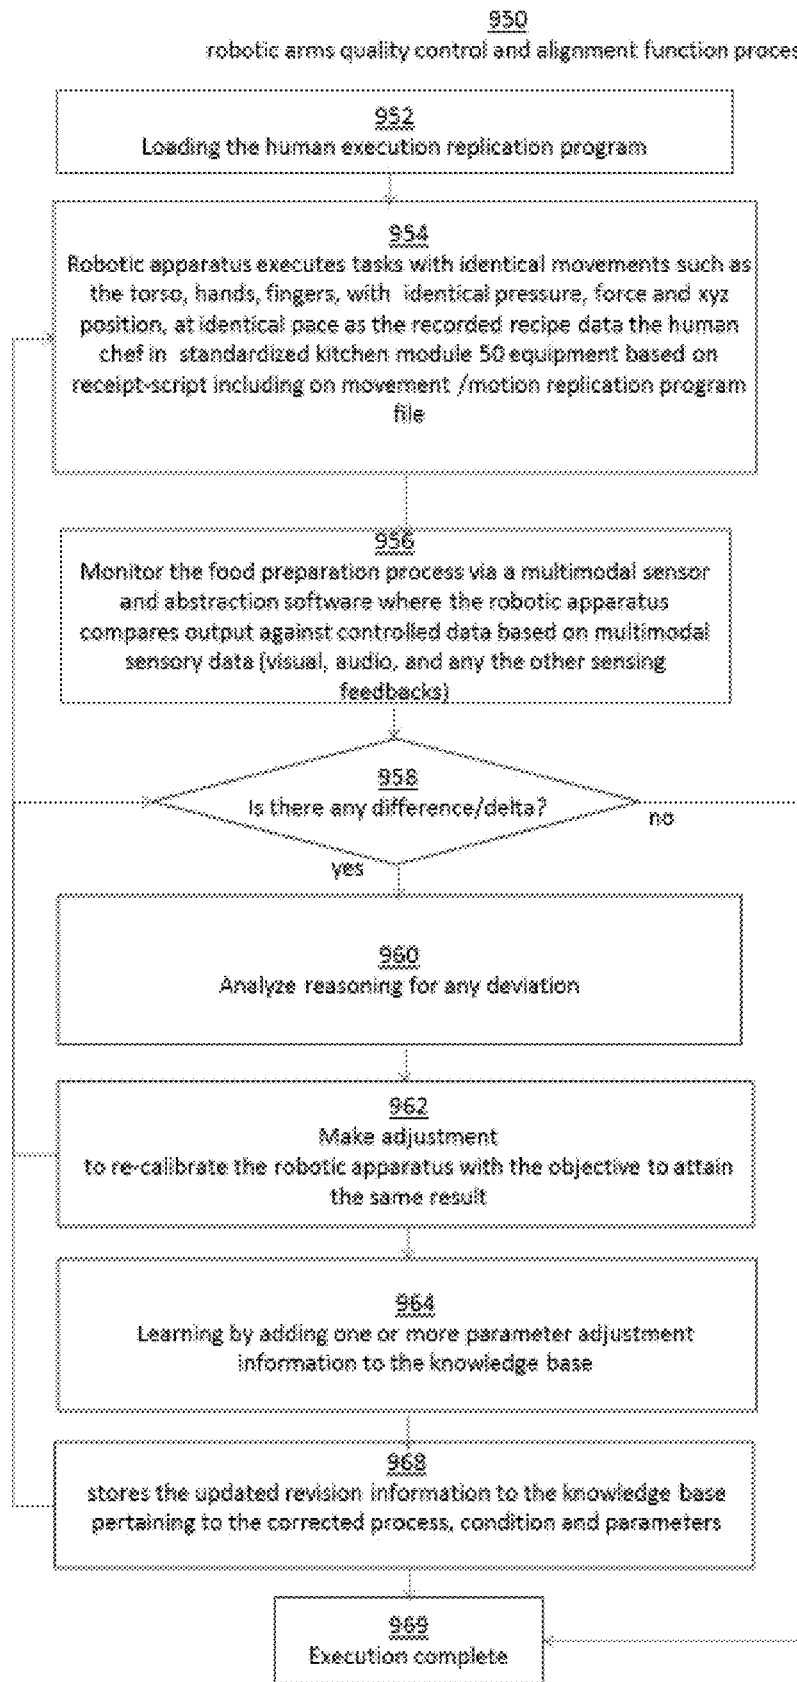 950
robotic arms quality control and alignment function proces
952
Loading the human execution replication program
954
Robotic apparatus executes tasks with identical movements such as
the torso, hands, fingers, with identical pressure, force and xyz
position, at identical pace as the recorded recipe data the human
chef in standardized kitchen module 50 equipment based on
receipt-script including on movement /motion replication program
file
956
Monitor the food preparation process via a multimodal sensor
and abstraction software where the robotic apparatus
compares output against controlled data based on multimodal
sensory data (visual, audio, and any the other sensing
feedbacks)
958
Is there any difference/delta?
no
yes
960
Analyze reasoning for any deviation
962
Make adjustment
to re-calibrate the robotic apparatus with the objective to attain
the same result
964
Learning by adding one or more parameter adjustment
information to the knowledge base
968
stores the updated revision information to the knowledge base
pertaining to the corrected process, condition and parameters
969
Execution complete